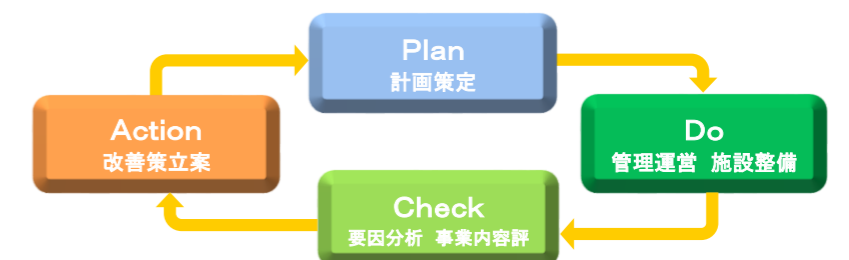 Plan
計画策定
Action
改善策立案
Do
管理運営 施設整備
Check
要因分析 事業内容評